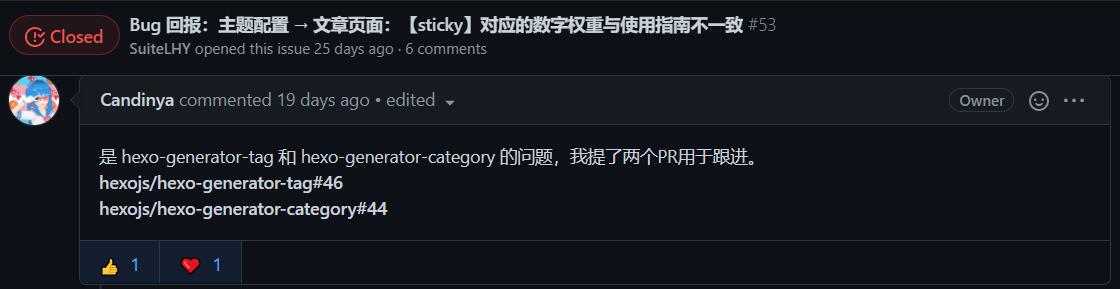 Closed
Bug 回报：主题配置 → 文章页面：【sticky】对应的数字权重与使用指南不一致 #53
SuiteLHY opened this issue 25 days ago · 6 comments
Candinya commented 19 days ago • edited
Owner
是 hexo-generator-tag 和 hexo-generator-category 的问题，我提了两个PR用于跟进。
hexojs/hexo-generator-tag#46
hexojs/hexo-generator-category#44
👍 1 ❤️ 1